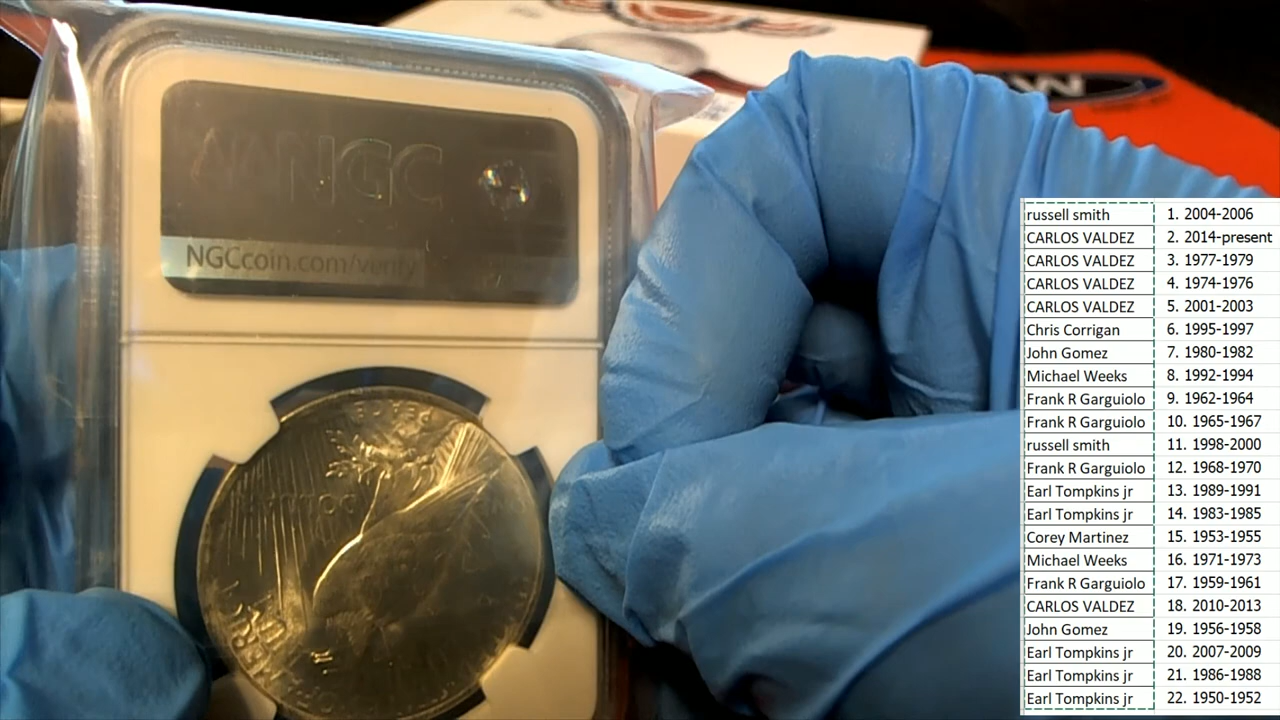 NGC
NGCcoin.com/verify
PEACE
DOLLAR
W
russell smith 1. 2004-2006
CARLOS VALDEZ 2. 2014-present
CARLOS VALDEZ 3. 1977-1979
CARLOS VALDEZ 4. 1974-1976
CARLOS VALDEZ 5. 2001-2003
Chris Corrigan 6. 1995-1997
John Gomez 7. 1980-1982
Michael Weeks 8. 1992-1994
Frank R Garguiolo 9. 1962-1964
Frank R Garguiolo 10. 1965-1967
russell smith 11. 1998-2000
Frank R Garguiolo 12. 1968-1970
Earl Tompkins jr 13. 1989-1991
Earl Tompkins jr 14. 1983-1985
Corey Martinez 15. 1953-1955
Michael Weeks 16. 1971-1973
Frank R Garguiolo 17. 1959-1961
CARLOS VALDEZ 18. 2010-2013
John Gomez 19. 1956-1958
Earl Tompkins jr 20. 2007-2009
Earl Tompkins jr 21. 1986-1988
Earl Tompkins jr 22. 1950-1952